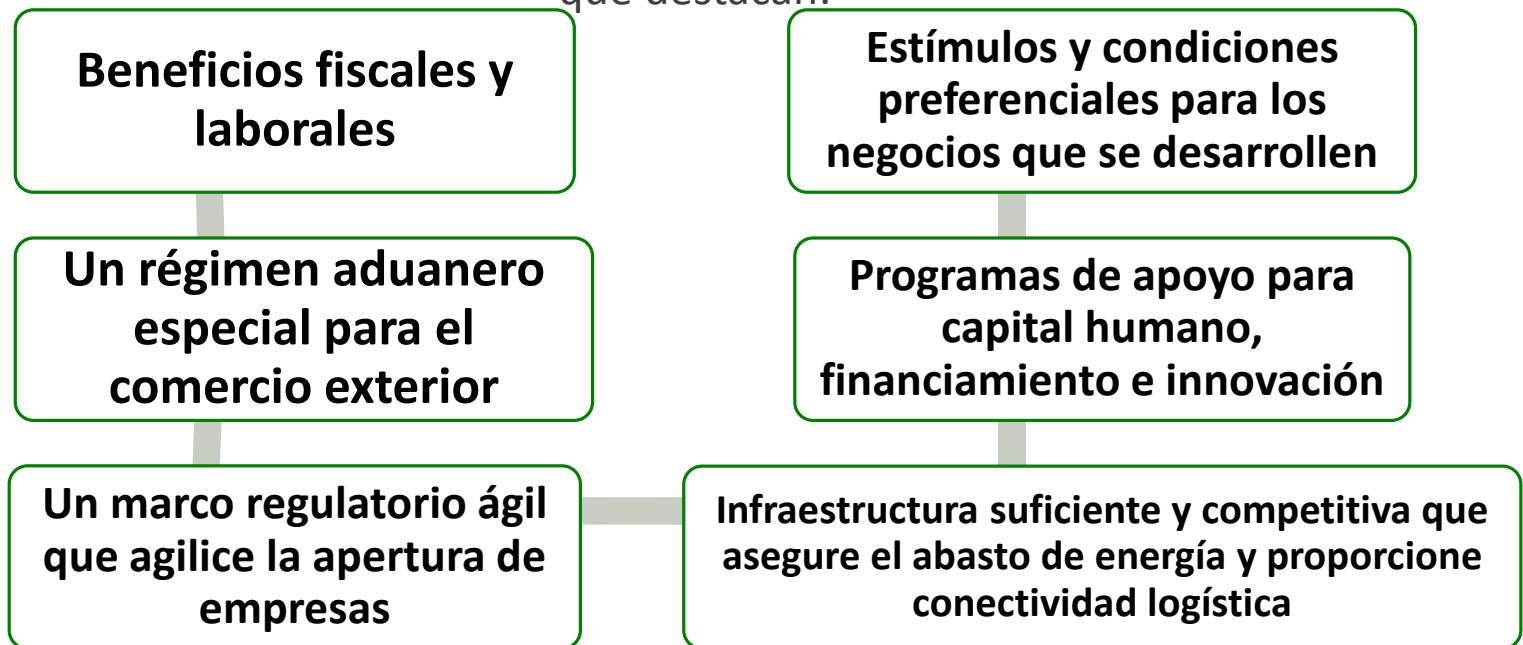 que destacan:
Beneficios fiscales y
laborales
Un régimen aduanero
especial para el
comercio exterior
Un marco regulatorio ágil
que agilice la apertura de
empresas
Infraestructura suficiente y competitiva que
asegure el abasto de energía y proporcione
conectividad logística
Programas de apoyo para
capital humano,
financiamiento e innovación
Estímulos y condiciones
preferenciales para los
negocios que se desarrollen